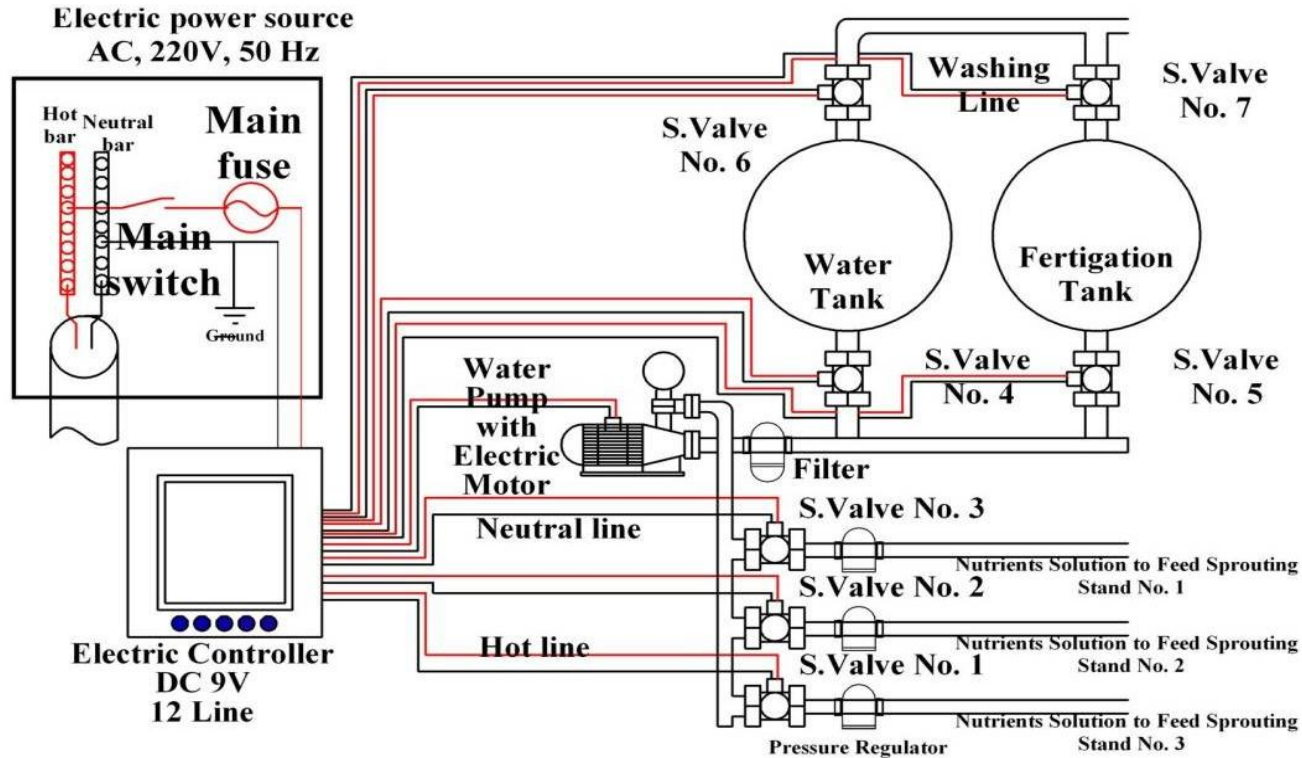 Electric power source
AC, 220V, 50 Hz
Hot
bar
Neutral
bar
Main
fuse
Main
switch
Ground
Washing
Line
S.Valve
No. 7
S.Valve
No. 6
Water
Tank
Fertigation
Tank
S.Valve
No. 4
S.Valve
No. 5
Water
Pump
with
Electric
Motor
Filter
Neutral line
S.Valve No. 3
Nutrients Solution to Feed Sprouting
Stand No. 1
S.Valve No. 2
Nutrients Solution to Feed Sprouting
Stand No. 2
Hot line
S.Valve No. 1
Nutrients Solution to Feed Sprouting
Stand No. 3
Pressure Regulator
Electric Controller
DC 9V
12 Line